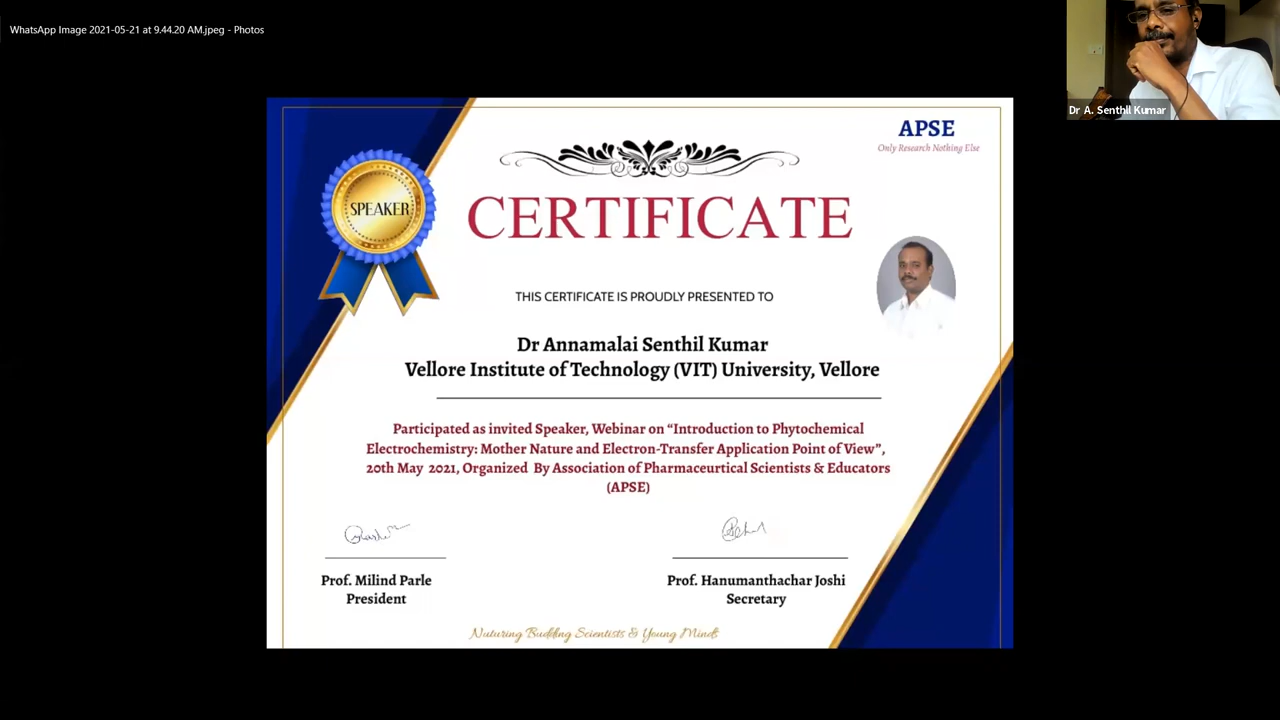 WhatsApp Image 2021-05-21 at 9.44.20 AM.jpeg - Photos
Dr A. Senthil Kumar
APSE
Only Research Nothing Else
SPEAKER
CERTIFICATE
THIS CERTIFICATE IS PROUDLY PRESENTED TO
Dr Annamalai Senthil Kumar
Vellore Institute of Technology (VIT) University, Vellore
Participated as invited Speaker, Webinar on “Introduction to Phytochemical
Electrochemistry: Mother Nature and Electron-Transfer Application Point of View”,
20th May 2021, Organized By Association of Pharmaceurtical Scientists & Educators
(APSE)
Prof. Milind Parle
President
Prof. Hanumanthachar Joshi
Secretary
Nuturing Budding Scientists & Young Minds